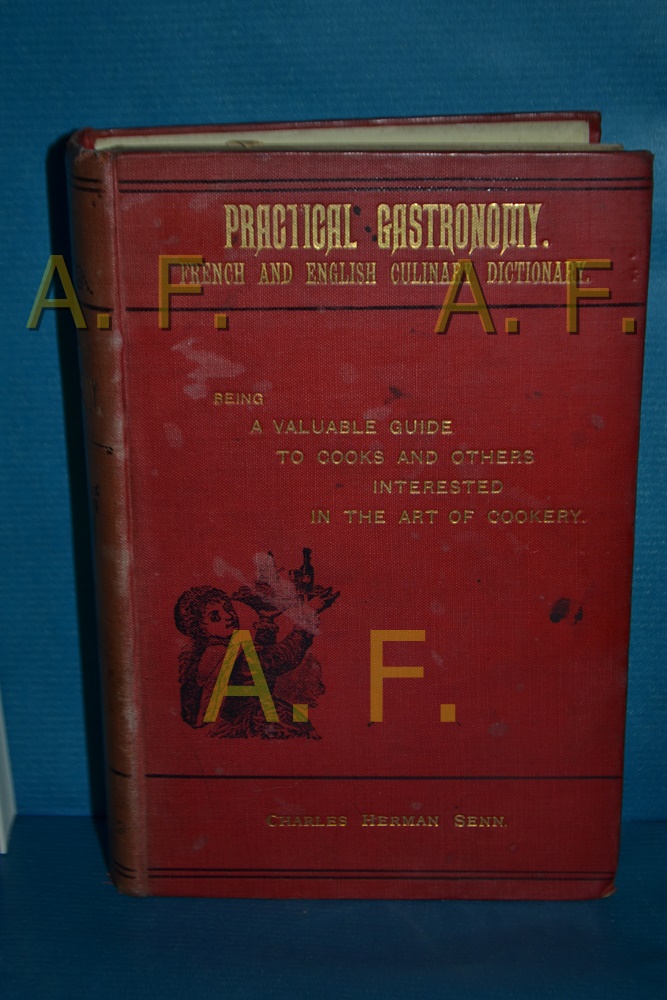 PRACTICAL GASTRONOMY.
FRENCH AND ENGLISH CULINARY DICTIONARY.
A. F.
A. F.
BEING
A VALUABLE GUIDE
TO COOKS AND OTHERS
INTERESTED
IN THE ART OF COOKERY.
A. F.
CHARLES HERMAN SENN.